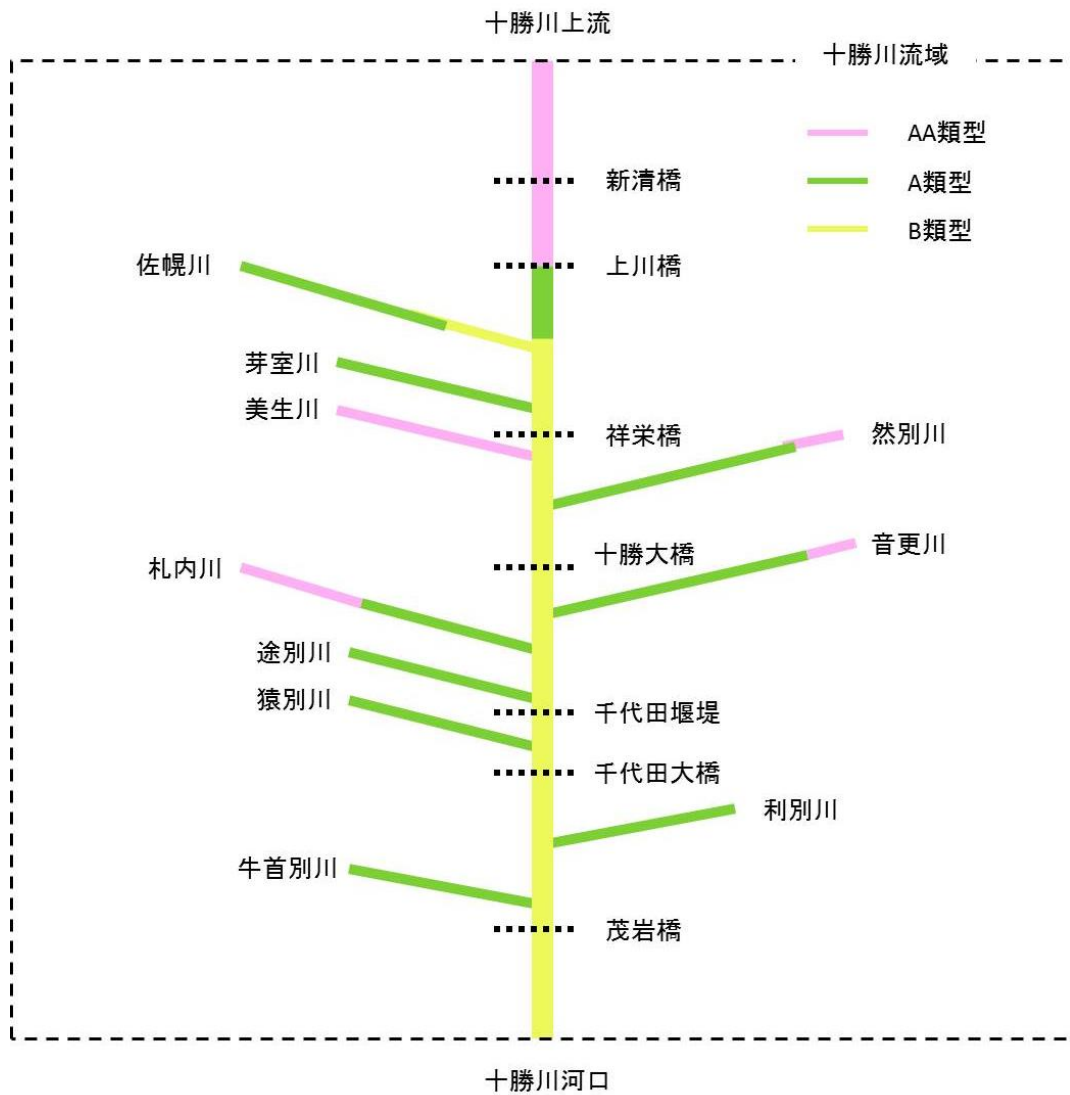 十勝川上流
十勝川流域
AA類型
A類型
B類型
新清橋
上川橋
佐幌川
芽室川
美生川
祥栄橋
然別川
十勝大橋
音更川
札内川
途別川
猿別川
千代田堰堤
千代田大橋
利別川
牛首別川
茂岩橋
十勝川河口